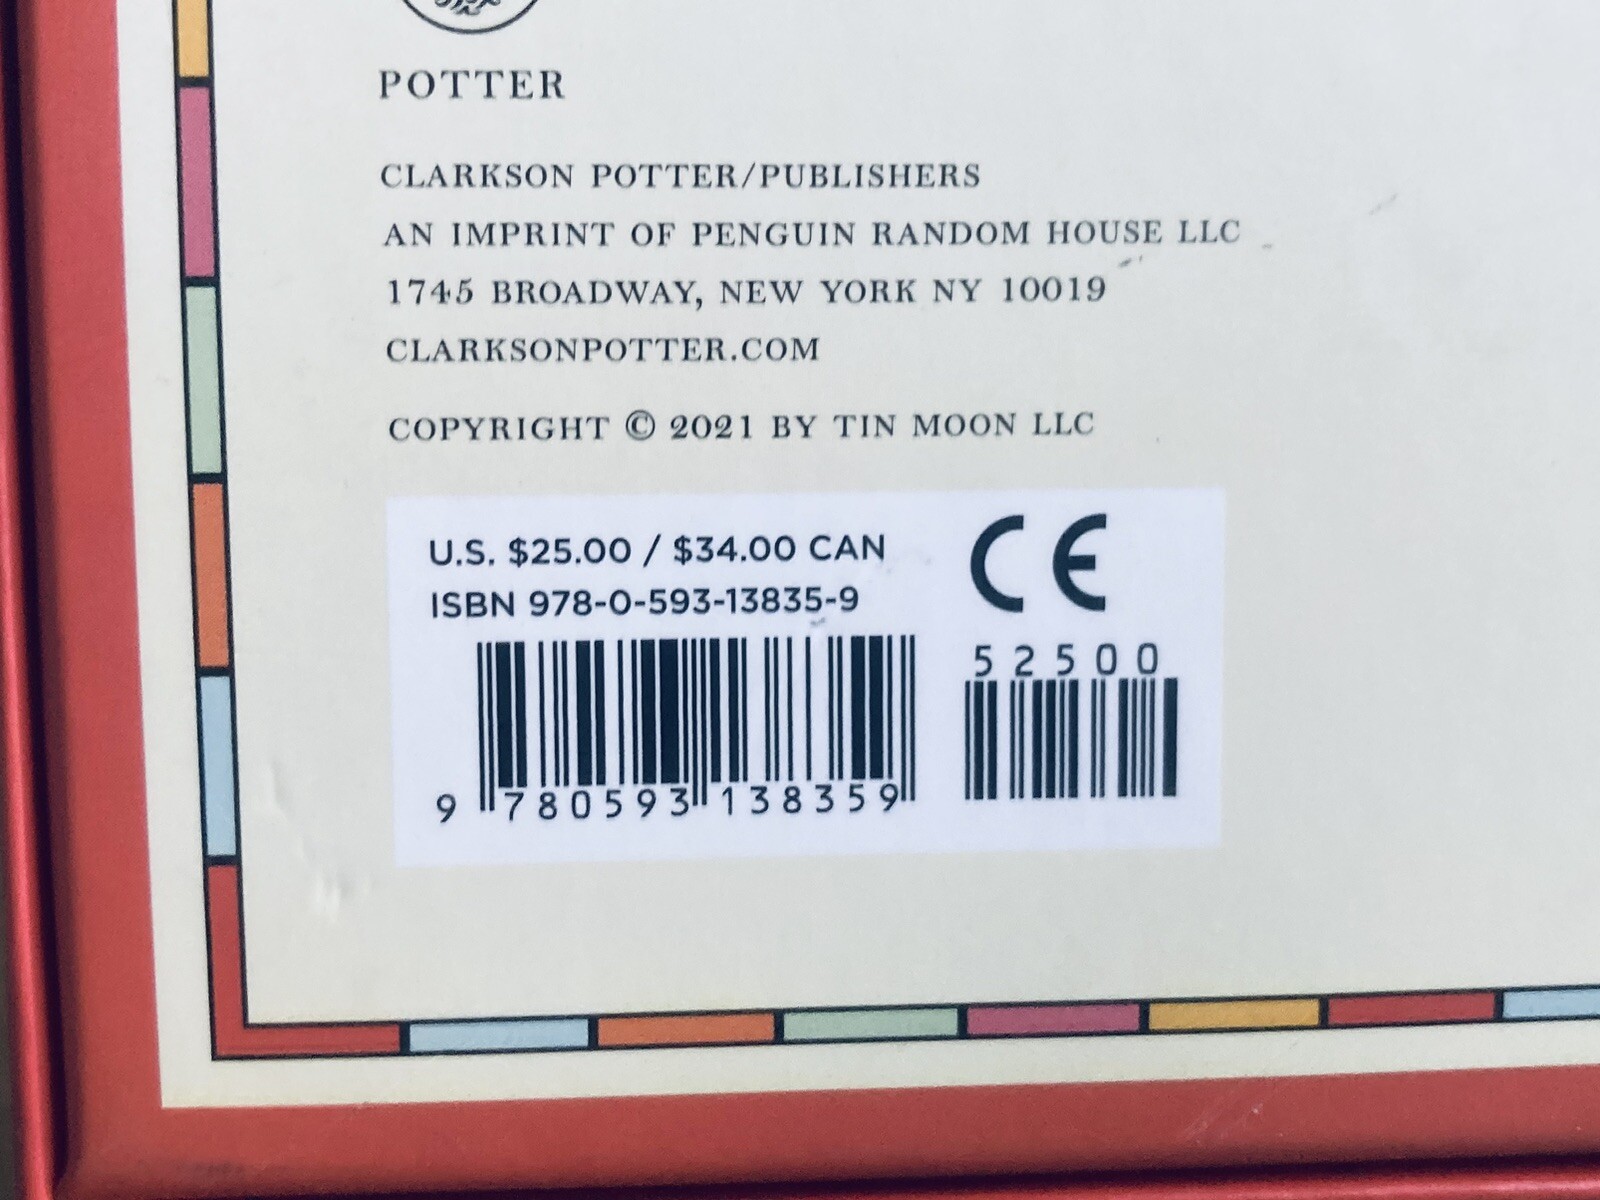 POTTER
CLARKSON POTTER/PUBLISHERS
AN IMPRINT OF PENGUIN RANDOM HOUSE LLC
1745 BROADWAY, NEW YORK NY 10019
CLARKSONPOTTER.COM
COPYRIGHT © 2021 BY TIN MOON LLC
U.S. $25.00 / $34.00 CAN
ISBN 978-0-593-13835-9
CE
52500
9 780593 138359